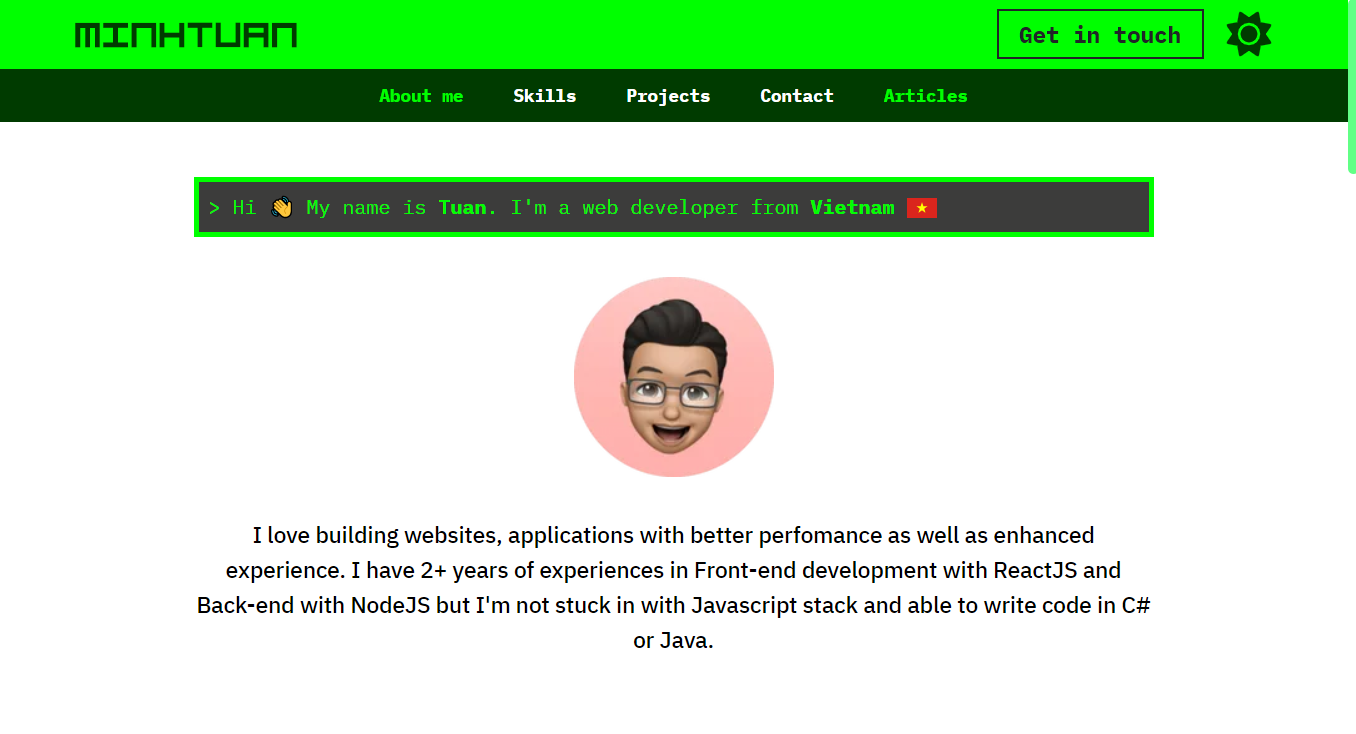 MINHTUAN
Get in touch
About me Skills Projects Contact Articles
> Hi 👋 My name is Tuan. I'm a web developer from Vietnam 🇻🇳
I love building websites, applications with better perfomance as well as enhanced
experience. I have 2+ years of experiences in Front-end development with ReactJS and
Back-end with NodeJS but I'm not stuck in with Javascript stack and able to write code in C#
or Java.